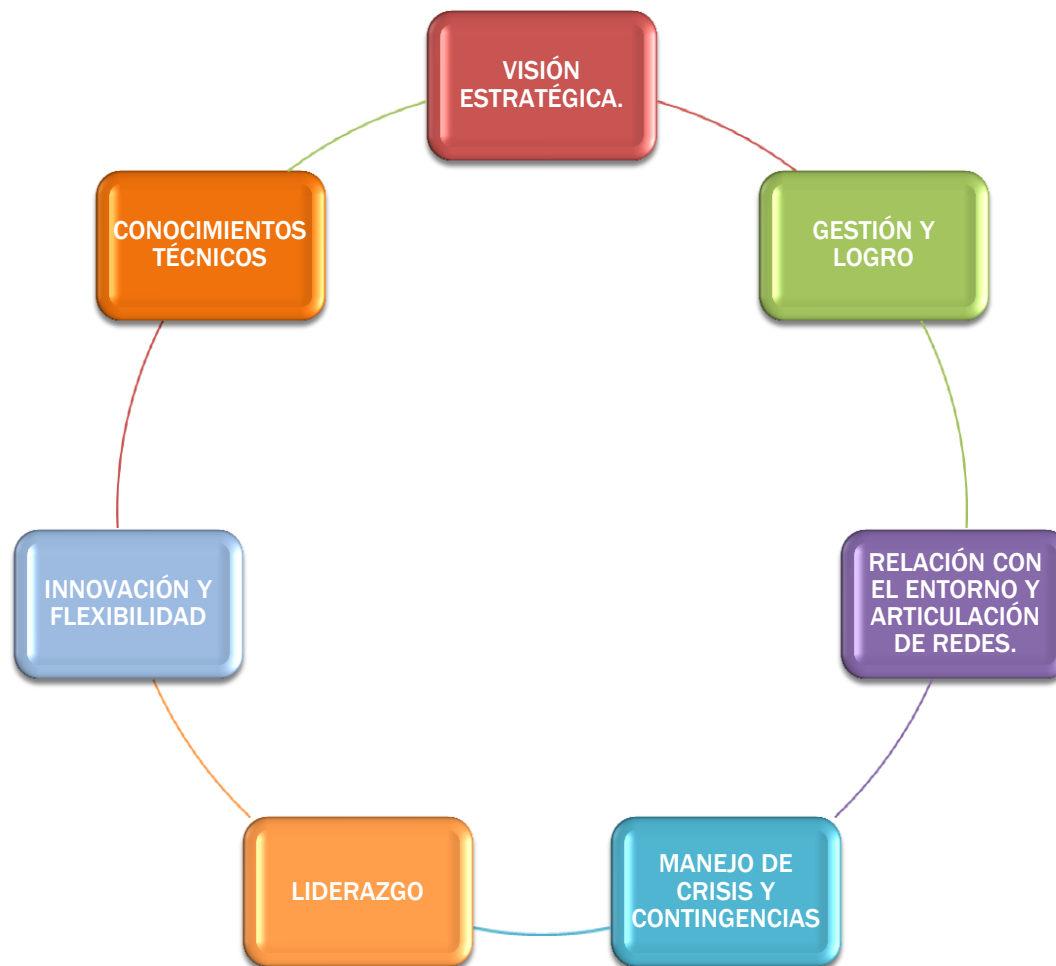 VISIÓN
ESTRATÉGICA.
GESTIÓN Y
LOGRO
RELACIÓN CON
EL ENTORNO Y
ARTICULACIÓN
DE REDES.
MANEJO DE
CRISIS Y
CONTINGENCIAS
LIDERAZGO
INNOVACIÓN Y
FLEXIBILIDAD
CONOCIMIENTOS
TÉCNICOS